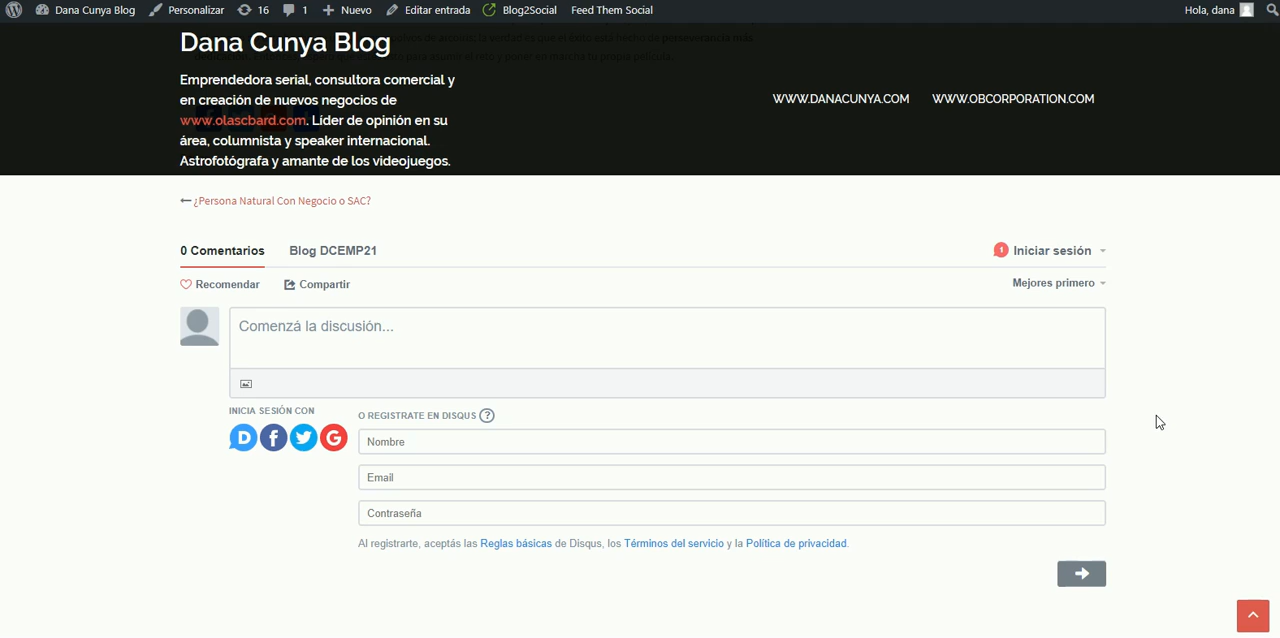 Dana Cunya Blog Personalizar 16 1 Nuevo Editar entrada Blog2Social Feed Them Social Hola, dana
Dana Cunya Blog
Emprendedora serial, consultora comercial y
en creación de nuevos negocios de
www.olascbard.com. Líder de opinión en su
área, columnista y speaker internacional.
Astrofotógrafa y amante de los videojuegos.
WWW.DANACUNYA.COM WWW.OBCORPORATION.COM
← ¿Persona Natural Con Negocio o SAC?
0 Comentarios Blog DCEMP21 1 Iniciar sesión
Recomendar Compartir Mejores primero
Comenzá la discusión...
INICIA SESIÓN CON
O REGISTRATE EN DISQUS ?
D f G
Nombre
Email
Contraseña
Al registrarte, aceptás las Reglas básicas de Disqus, los Términos del servicio y la Política de privacidad.